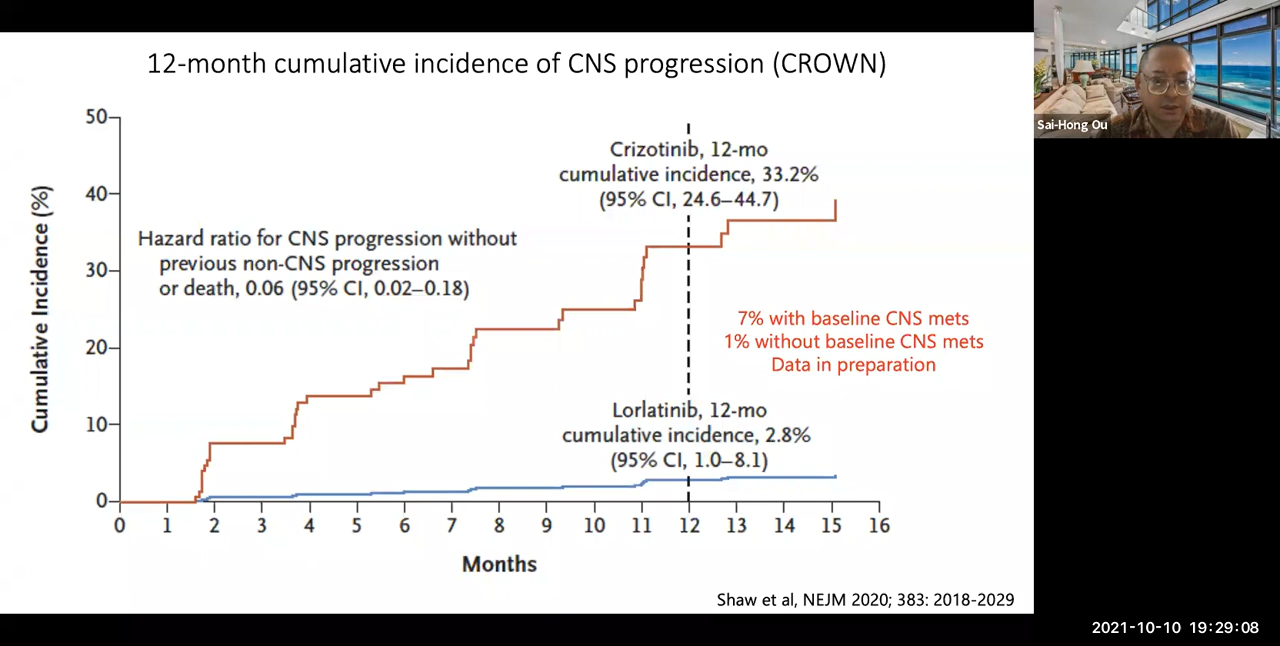 12-month cumulative incidence of CNS progression (CROWN)
Sai-Hong Ou
50
Crizotinib, 12-mo
cumulative incidence, 33.2%
(95% CI, 24.6–44.7)
40
Hazard ratio for CNS progression without
previous non-CNS progression
or death, 0.06 (95% CI, 0.02–0.18)
30
7% with baseline CNS mets
1% without baseline CNS mets
Data in preparation
20
Lorlatinib, 12-mo
cumulative incidence, 2.8%
(95% CI, 1.0–8.1)
10
0
Cumulative Incidence (%)
0 1 2 3 4 5 6 7 8 9 10 11 12 13 14 15 16
Months
Shaw et al, NEJM 2020; 383: 2018-2029
2021-10-10 19:29:08